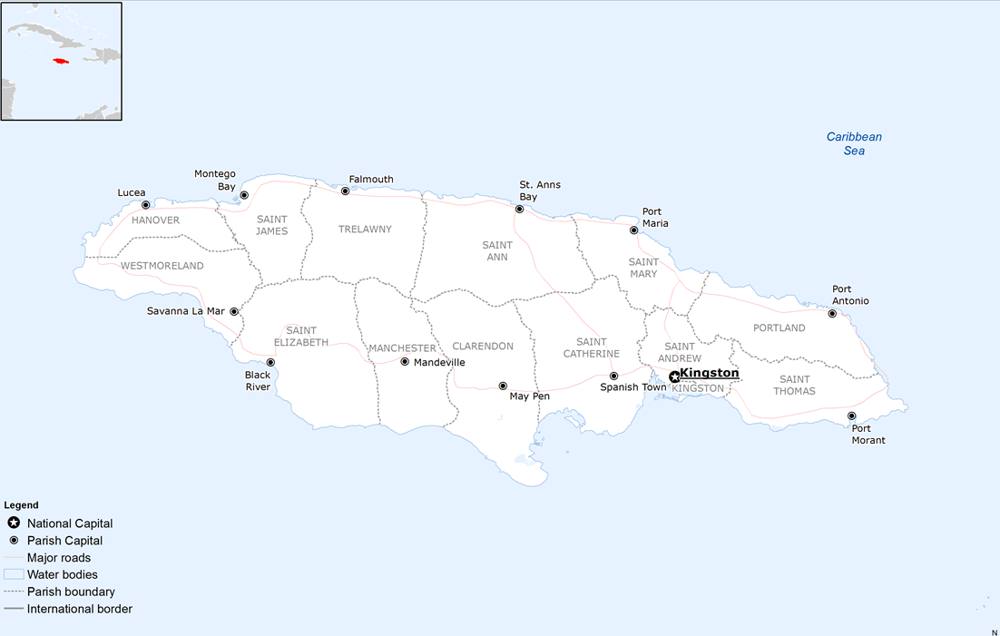 Caribbean
Sea
Montego
Bay
Falmouth
Lucea
St. Anns
Bay
Port
Maria
HANOVER
SAINT
JAMES
TRELAWNY
SAINT
ANN
SAINT
MARY
WESTMORELAND
Port
Antonio
Savanna La Mar
SAINT
ELIZABETH
MANCHESTER
CLARENDON
SAINT
CATHERINE
SAINT
ANDREW
PORTLAND
Mandeville
Kingston
Black
River
May Pen
Spanish Town
KINGSTON
SAINT
THOMAS
Port
Morant
Legend
National Capital
Parish Capital
Major roads
Water bodies
Parish boundary
International border
N